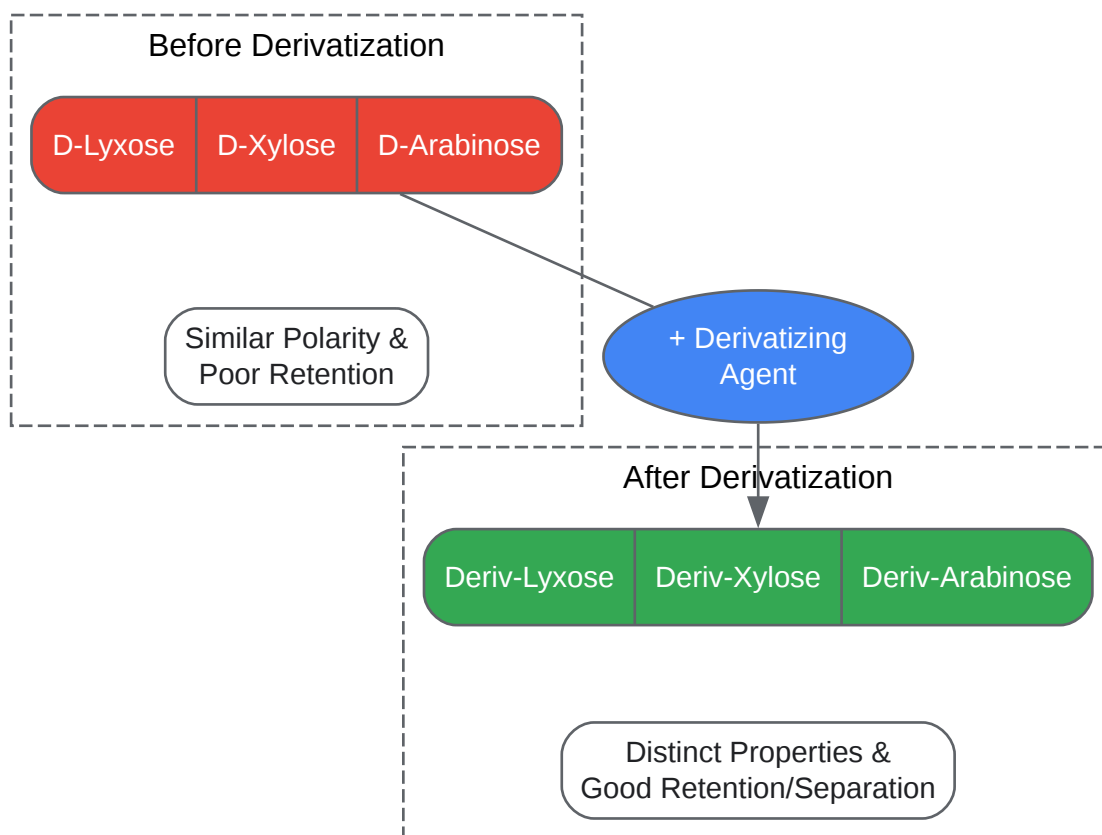 Before Derivatization
D-Lyxose
D-Xylose
D-Arabinose
Similar Polarity &
Poor Retention
+ Derivatizing
Agent
After Derivatization
Deriv-Lyxose
Deriv-Xylose
Deriv-Arabinose
Distinct Properties &
Good Retention/Separation